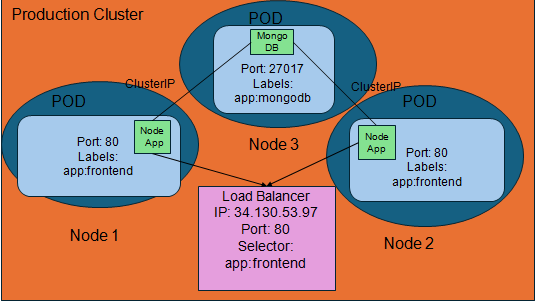 Production Cluster
POD
Mongo
DB
Port: 27017
Labels:
app:mongodb
ClusterIP
ClusterIP
Node 3
POD
Node
App
Port: 80
Labels:
app:frontend
Node 1
POD
Node
App
Port: 80
Labels:
app:frontend
Node 2
Load Balancer
IP: 34.130.53.97
Port: 80
Selector:
app:frontend